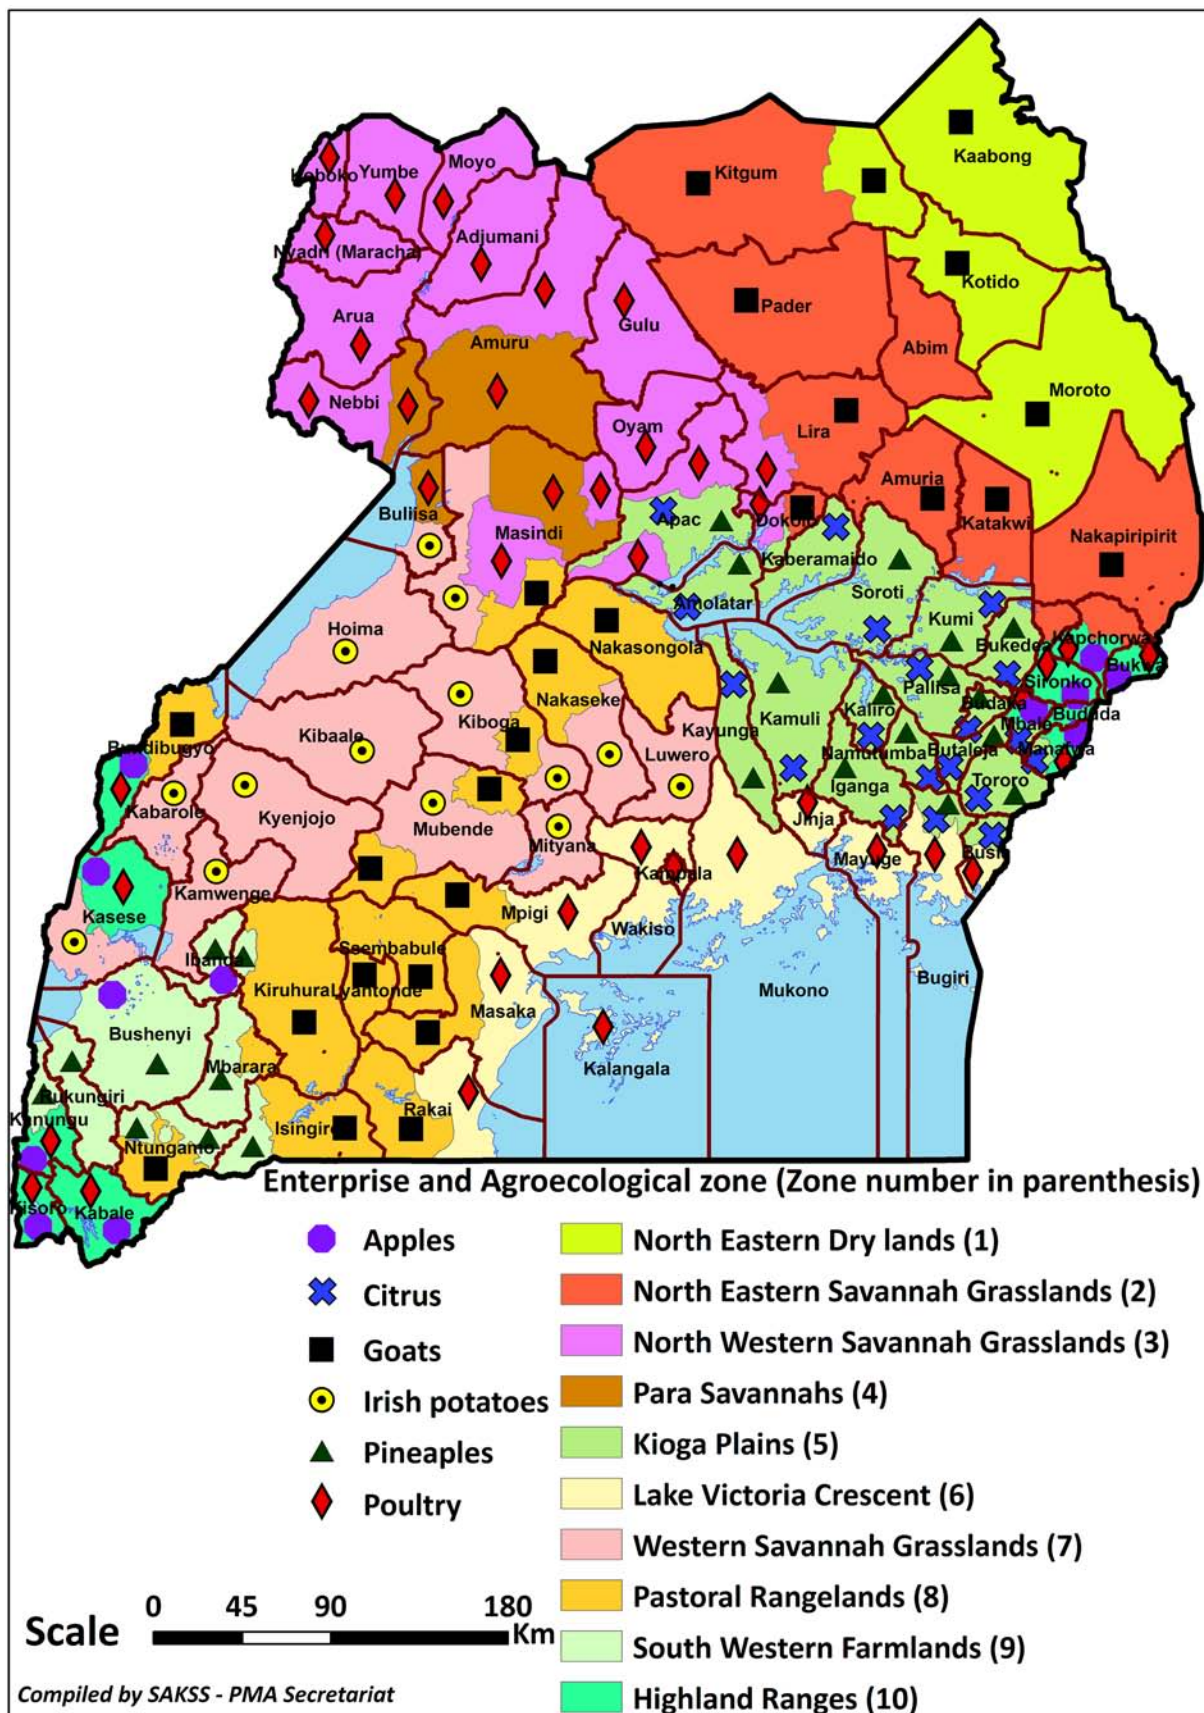 Kaabong
Kitgum
Moyo
Yumbe
Koboko
Adjumani
Nyadri (Maracha)
Kotido
Pader
Gulu
Arua
Amuru
Abim
Moroto
Nebbi
Oyam
Lira
Amuria
Buliisa
Masindi
Apac
Dokolo
Katakwi
Nakapiripirit
Kaberamaido
Soroti
Amolatar
Kumi
Hoima
Nakasongola
Bukedea
Kapchorwa
Bukwa
Sironko
Pallisa
Nakaseke
Kaliro
Budaka
Kiboga
Kamuli
Mbale
Bududa
Kayunga
Kibaale
Bundibugyo
Luwero
Namutumba
Butaleja
Manafwa
Iganga
Tororo
Kabarole
Kyenjojo
Mubende
Mityana
Jinja
Mayuge
Busia
Kampala
Kamwenge
Kasese
Mpigi
Wakiso
Ssembabule
Ibanda
Kiruhura
Lyantonde
Masaka
Mukono
Bugiri
Bushenyi
Kalangala
Mbarara
Rukungiri
Rakai
Kanungu
Isingiro
Ntungamo
Kisoro
Kabale
Enterprise and Agroecological zone (Zone number in parenthesis)
Apples
Citrus
Goats
Irish potatoes
Pineaples
Poultry
North Eastern Dry lands (1)
North Eastern Savannah Grasslands (2)
North Western Savannah Grasslands (3)
Para Savannahs (4)
Kioga Plains (5)
Lake Victoria Crescent (6)
Western Savannah Grasslands (7)
Pastoral Rangelands (8)
South Western Farmlands (9)
Highland Ranges (10)
0 45 90 180
Scale Km
Compiled by SAKSS - PMA Secretariat